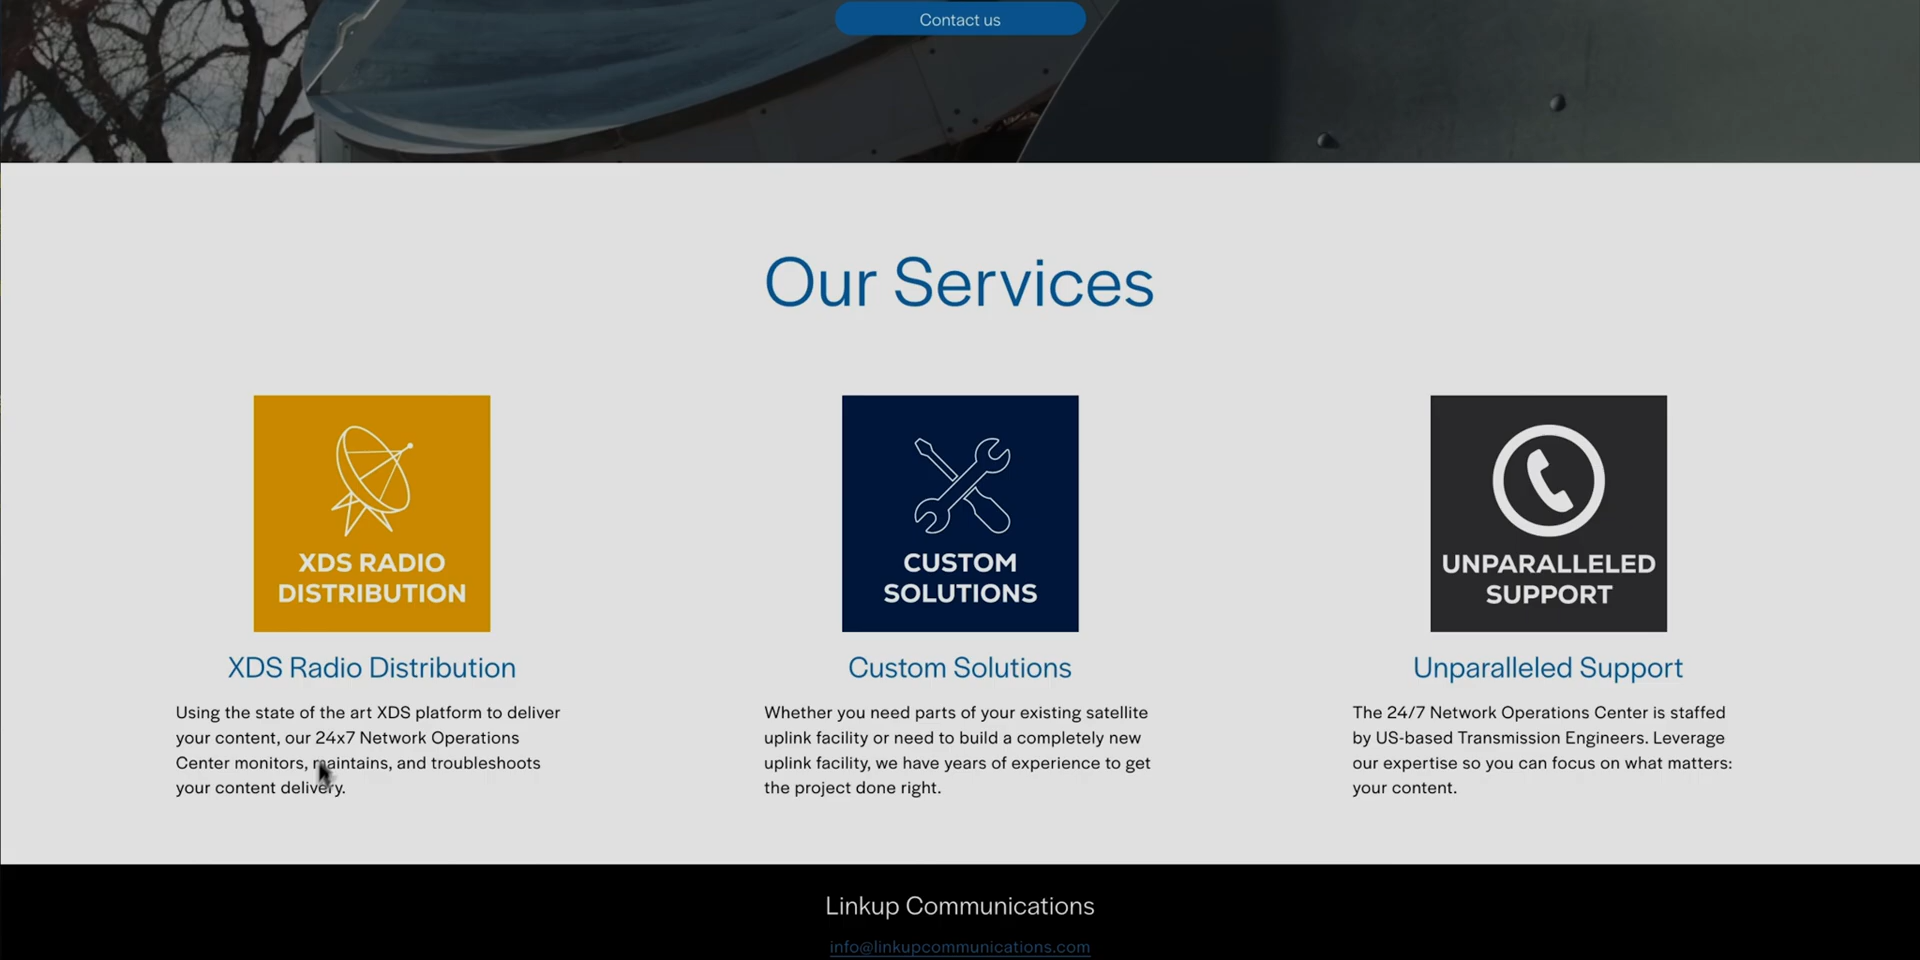 Contact us
Our Services
XDS RADIO
DISTRIBUTION
XDS Radio Distribution
Using the state of the art XDS platform to deliver
your content, our 24x7 Network Operations
Center monitors, maintains, and troubleshoots
your content delivery.
CUSTOM
SOLUTIONS
Custom Solutions
Whether you need parts of your existing satellite
uplink facility or need to build a completely new
uplink facility, we have years of experience to get
the project done right.
UNPARALLELED
SUPPORT
Unparalleled Support
The 24/7 Network Operations Center is staffed
by US-based Transmission Engineers. Leverage
our expertise so you can focus on what matters:
your content.
Linkup Communications
info@linkupcommunications.com